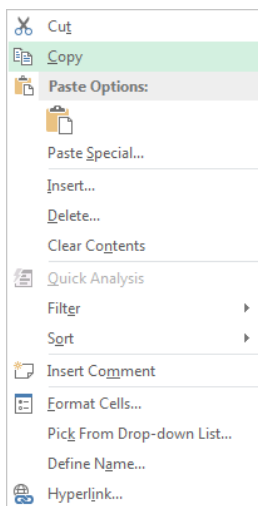 Cut
Copy
Paste Options:
Paste Special...
Insert...
Delete...
Clear Contents
Quick Analysis
Filter
Sort
Insert Comment
Format Cells...
Pick From Drop-down List...
Define Name...
Hyperlink...